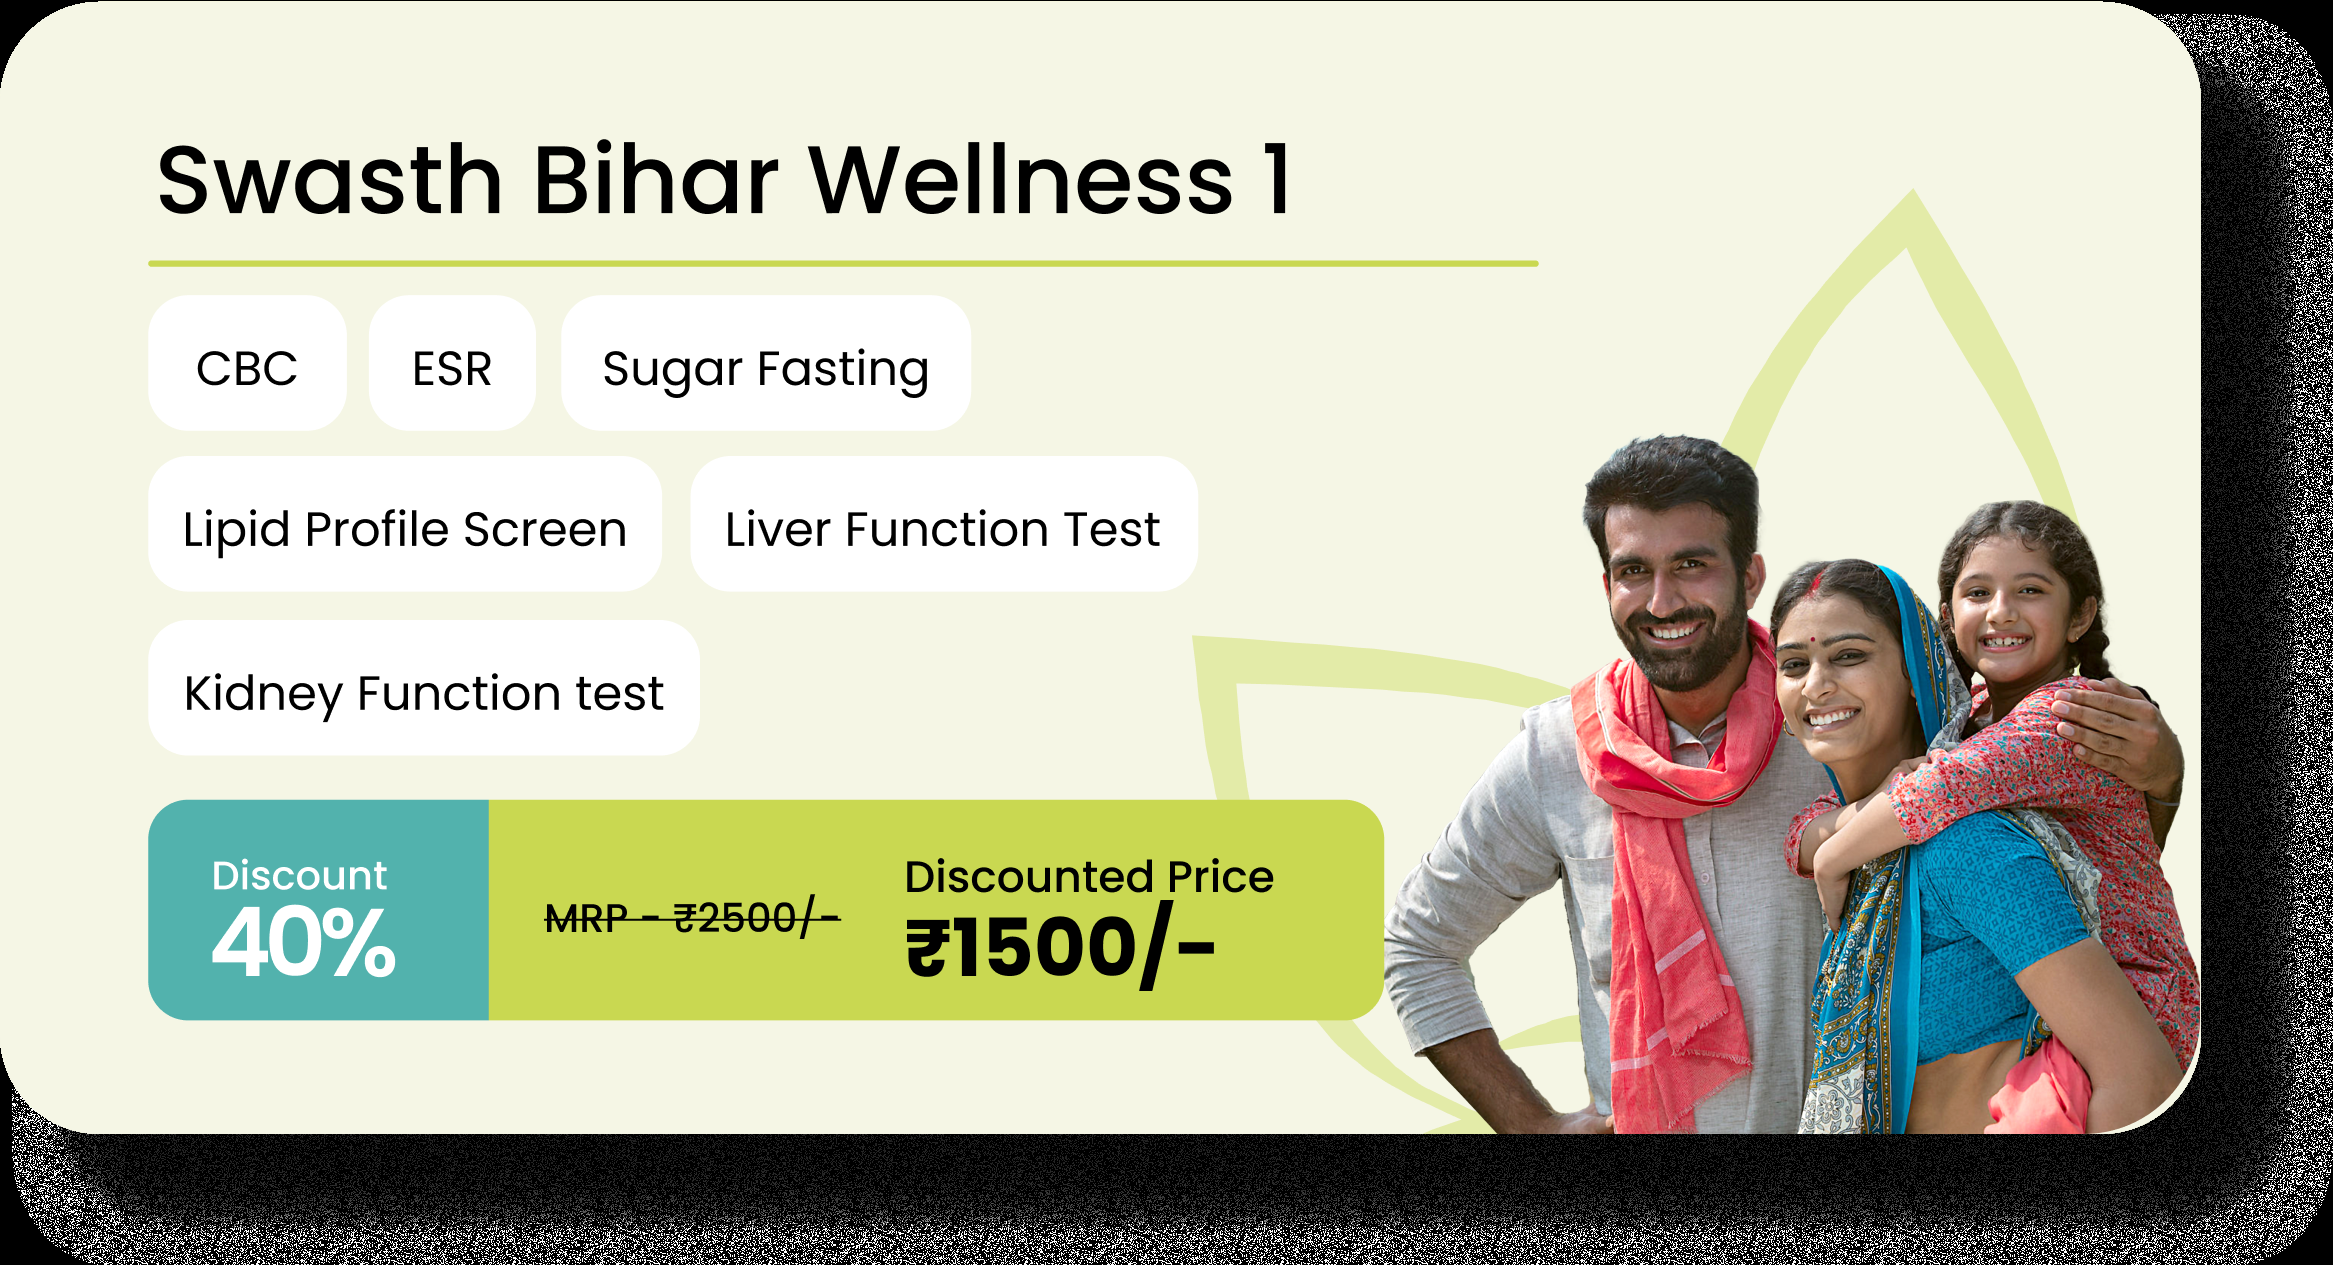 Swasth Bihar Wellness 1
CBC
ESR
Sugar Fasting
Lipid Profile Screen
Liver Function Test
Kidney Function test
Discount
40%
MRP - ₹2500/-
Discounted Price
₹1500/-